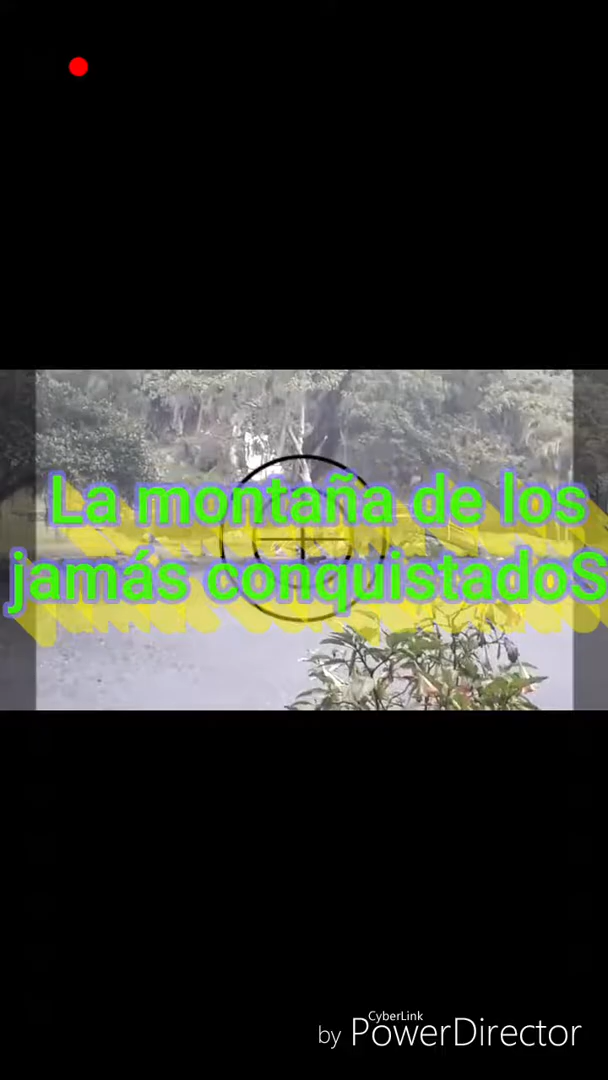 La montaña de los
jamás conquistadoS
CyberLink
by PowerDirector